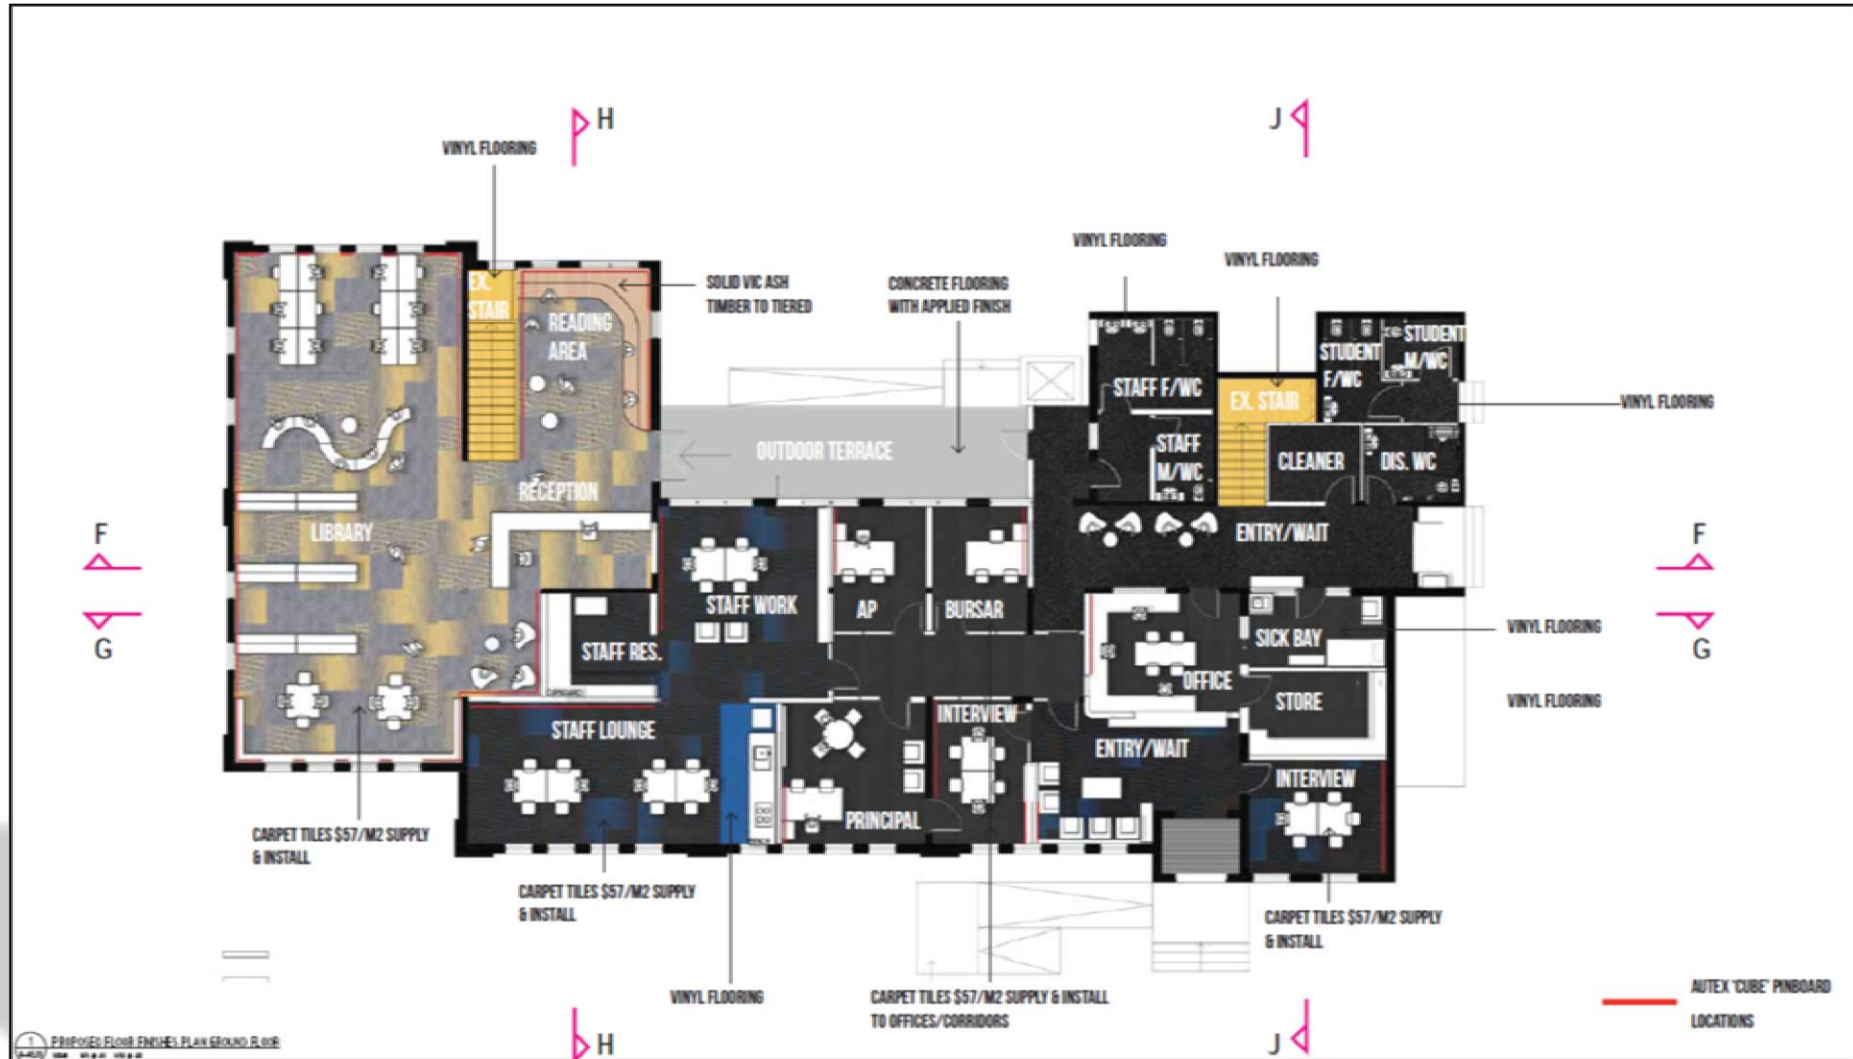 H
J
VINYL FLOORING
VINYL FLOORING
VINYL FLOORING
EX.
STAIR
READING
AREA
SOLID VIC ASH
TIMBER TO TIERED
CONCRETE FLOORING
WITH APPLIED FINISH
STUDENT
M/WC
STUDENT
F/WC
STAFF F/WC
EX. STAIR
VINYL FLOORING
OUTDOOR TERRACE
STAFF
M/WC
CLEANER
DIS. WC
RECEPTION
LIBRARY
ENTRY/WAIT
F
F
STAFF WORK
AP
BURSAR
G
G
STAFF RES.
OFFICE
SICK BAY
VINYL FLOORING
STORE
VINYL FLOORING
STAFF LOUNGE
INTERVIEW
ENTRY/WAIT
INTERVIEW
PRINCIPAL
CARPET TILES $57/M2 SUPPLY
& INSTALL
CARPET TILES $57/M2 SUPPLY
& INSTALL
CARPET TILES $57/M2 SUPPLY
& INSTALL
VINYL FLOORING
CARPET TILES $57/M2 SUPPLY & INSTALL
TO OFFICES/CORRIDORS
AUTEX 'CUBE' PINBOARD
LOCATIONS
1
PROPOSED FLOOR FINISHES PLAN GROUND FLOOR
H
J